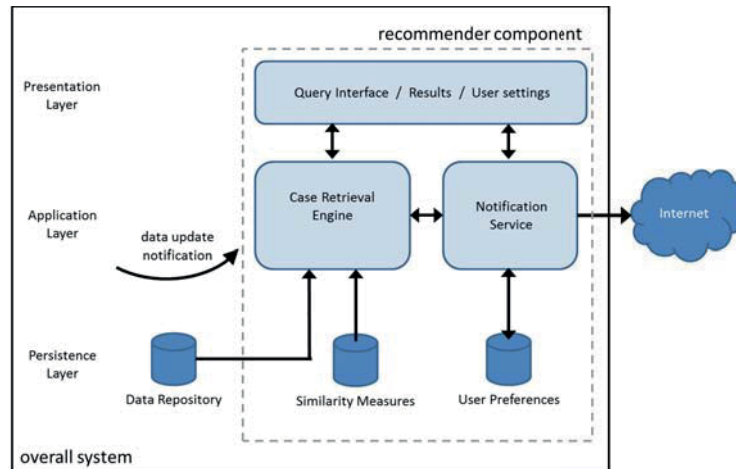 recommender component
Presentation
Layer
Query Interface / Results / User settings
Application
Layer
Case Retrieval
Engine
Notification
Service
Internet
data update
notification
Persistence
Layer
Data Repository
Similarity Measures
User Preferences
overall system